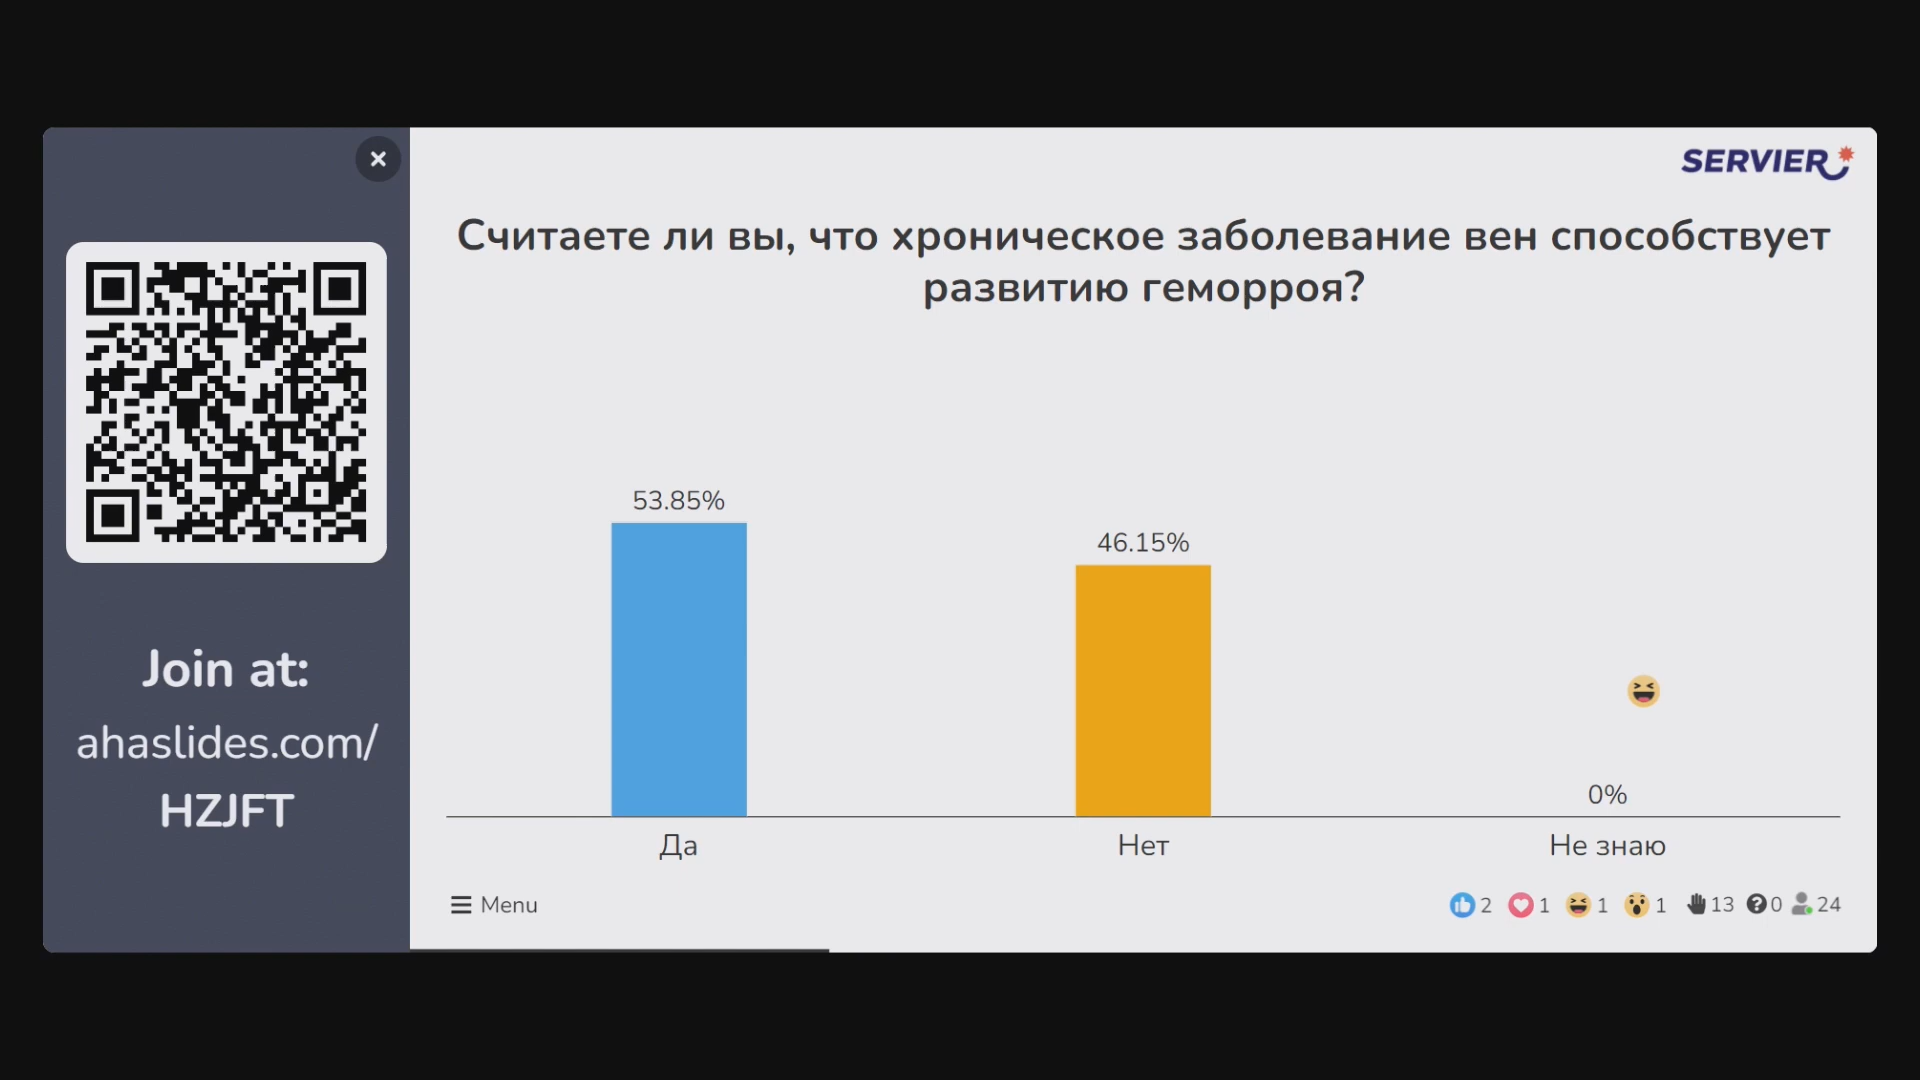 SERVIER
Считаете ли вы, что хроническое заболевание вен способствует
развитию геморроя?
Join at:
ahaslides.com/
HZJFT
53.85%
46.15%
0%
Да
Нет
Не знаю
Menu
2 1 1 1 13 0 24